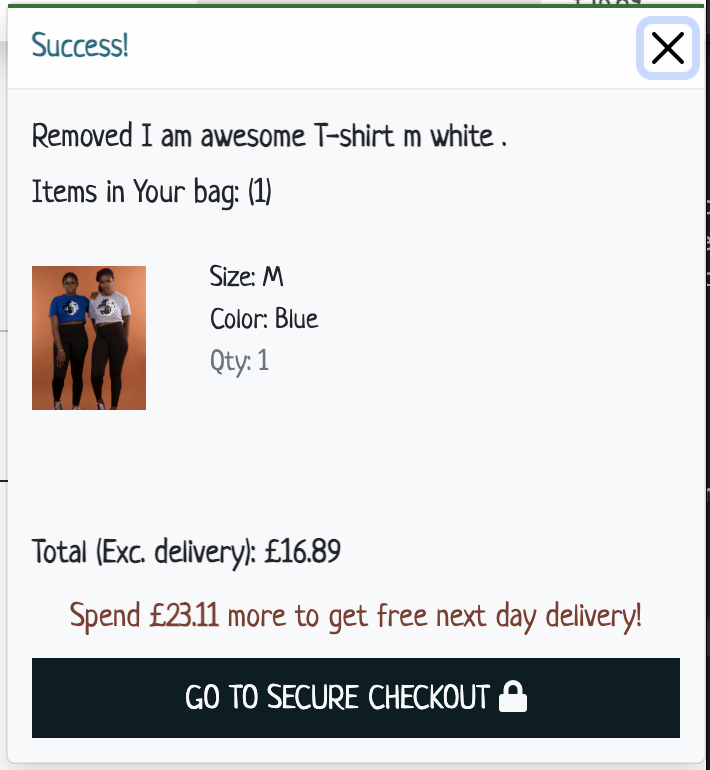 Success!
Removed I am awesome T-shirt m white .
Items in Your bag: (1)
Size: M
Color: Blue
Qty: 1
Total (Exc. delivery): £16.89
Spend £23.11 more to get free next day delivery!
GO TO SECURE CHECKOUT